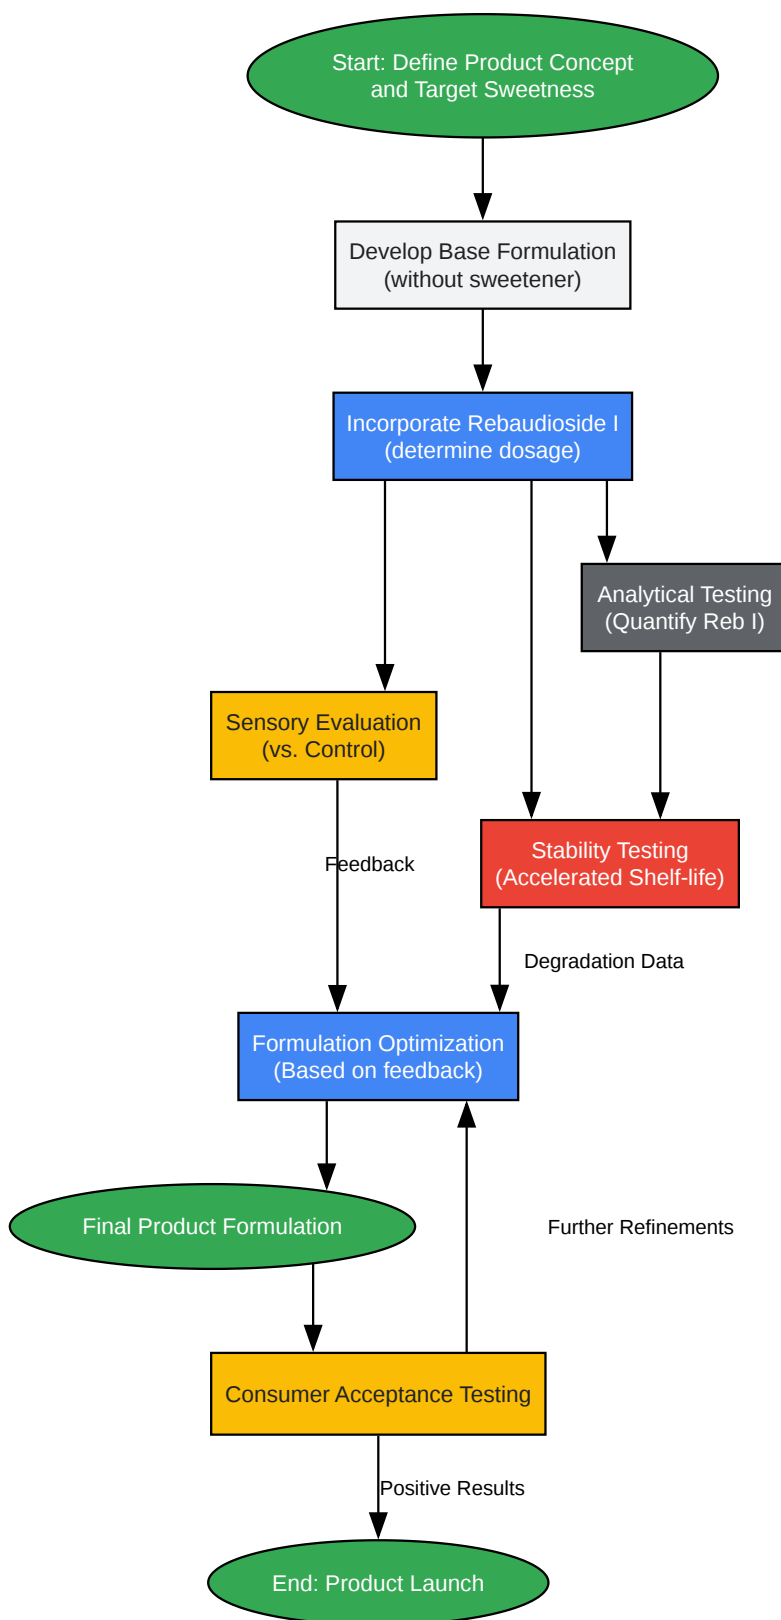 Start: Define Product Concept
and Target Sweetness
Develop Base Formulation
(without sweetener)
Incorporate Rebaudioside I
(determine dosage)
Analytical Testing
(Quantify Reb I)
Sensory Evaluation
(vs. Control)
Stability Testing
(Accelerated Shelf-life)
Feedback
Degradation Data
Formulation Optimization
(Based on feedback)
Final Product Formulation
Further Refinements
Consumer Acceptance Testing
Positive Results
End: Product Launch